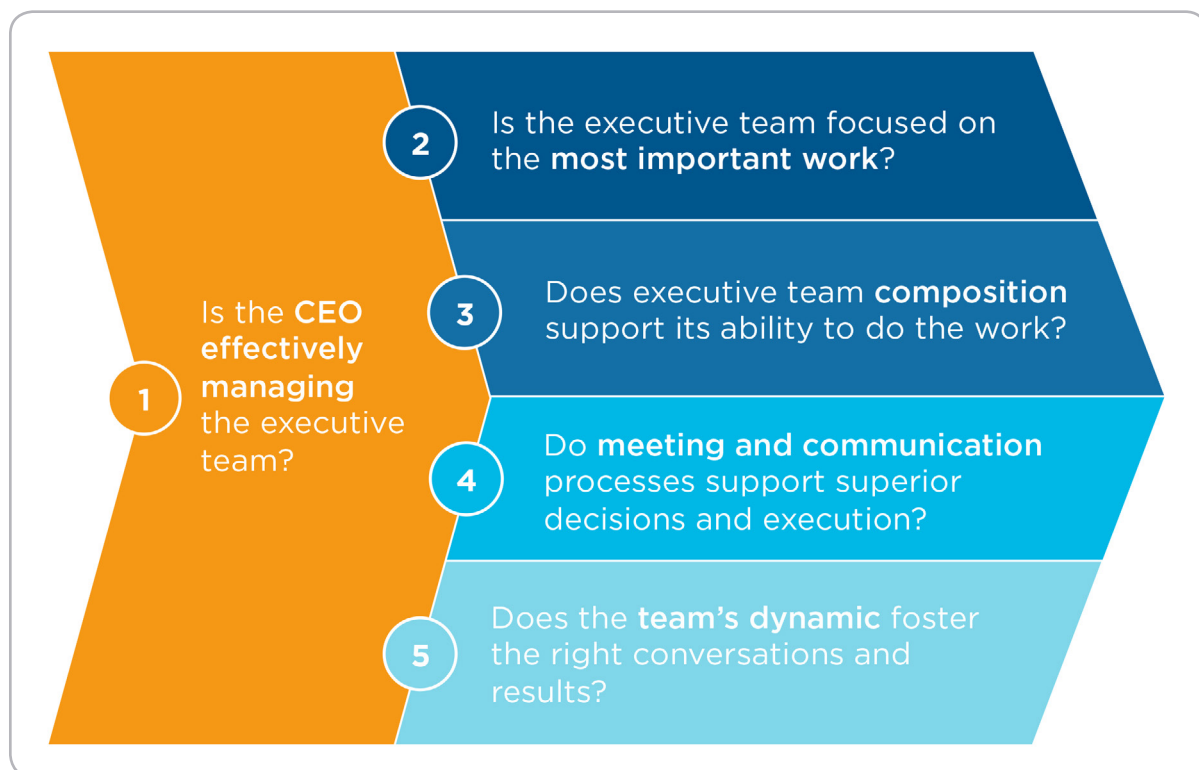 1
Is the CEO
effectively
managing
the executive
team?
2
Is the executive team focused on
the most important work?
3
Does executive team composition
support its ability to do the work?
4
Do meeting and communication
processes support superior
decisions and execution?
5
Does the team’s dynamic foster
the right conversations and
results?